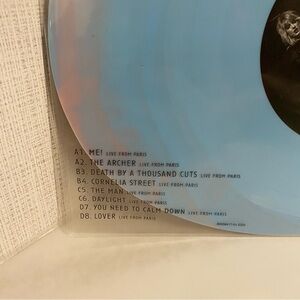 A1. ME! LIVE FROM PARIS
A2. THE ARCHER LIVE FROM PARIS
B3. DEATH BY A THOUSAND CUTS LIVE FROM PARIS
B4. CORNELIA STREET LIVE FROM PARIS
C5. THE MAN LIVE FROM PARIS
C6. DAYLIGHT LIVE FROM PARIS
D7. YOU NEED TO CALM DOWN LIVE FROM PARIS
D8. LOVER LIVE FROM PARIS